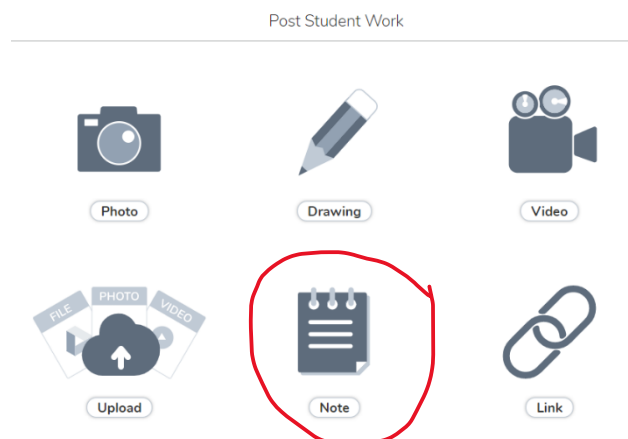 Post Student Work
Photo
Drawing
Video
FILE
PHOTO
VIDEO
Upload
Note
Link